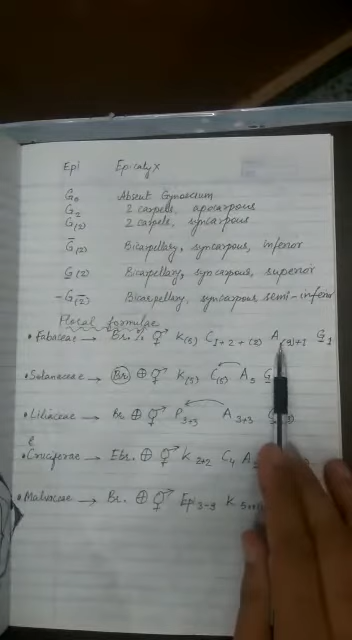 Epi Epicalyx
G₀ Absent Gynoecium
G₂ 2 carpels, apocarpous
G₍₂₎ 2 carpels, syncarpous
G̅₍₂₎ Bicarpellary, syncarpous, inferior
G̲₍₂₎ Bicarpellary, syncarpous, superior
-G₍₂₎ Bicarpellary, syncarpous semi-inferior
Floral formulae
• Fabaceae → Br. % ⚥ K₍₅₎ C₁₊₂₊₍₂₎ A₍₉₎₊₁ G̲₁
• Solanaceae → Br. ⊕ ⚥ K₍₅₎ C₍₅₎ A₅ G
• Liliaceae → Br ⊕ ⚥ P₃₊₃ A₃₊₃
• Cruciferae → Ebr. ⊕ ⚥ K₂₊₂ C₄ A₂
• Malvaceae → Br. ⊕ ⚥ Epi₃₋₉ K